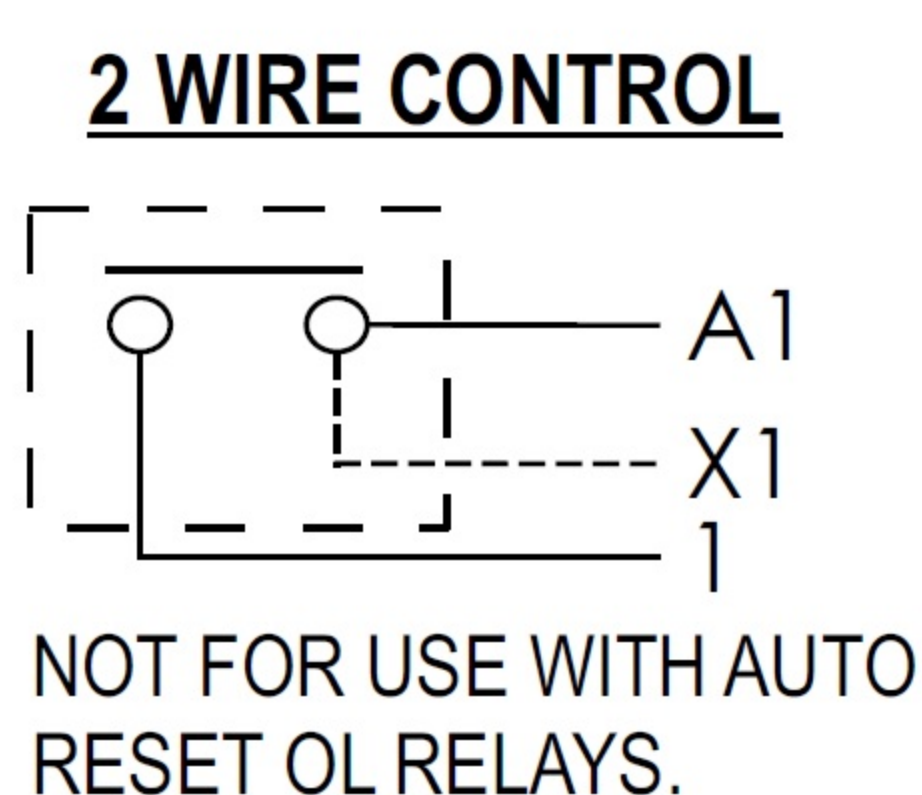 2 WIRE CONTROL
A1
X1
1
NOT FOR USE WITH AUTO
RESET OL RELAYS.